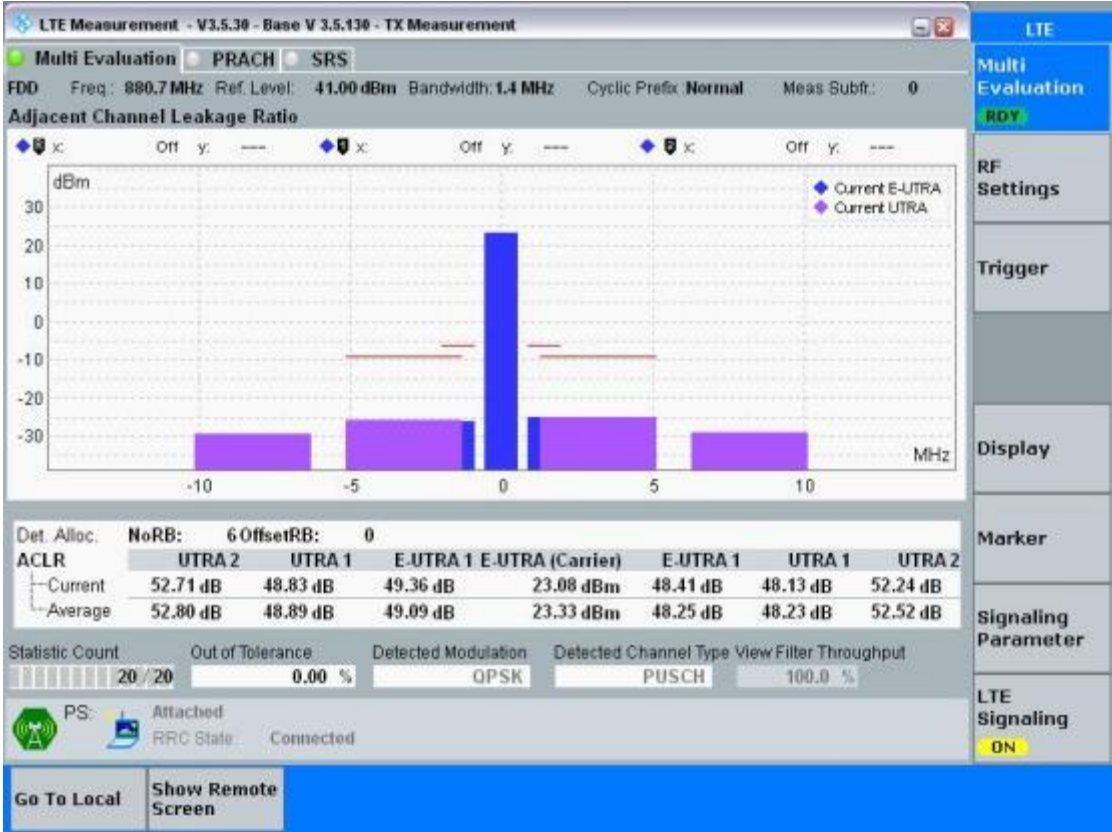 LTE Measurement - V3.5.30 - Base V 3.5.130 - TX Measurement
LTE
Multi Evaluation PRACH SRS
FDD Freq.: 880.7 MHz Ref. Level: 41.00 dBm Bandwidth: 1.4 MHz Cyclic Prefix: Normal Meas Subfr.: 0
Adjacent Channel Leakage Ratio
x: Off y: --- x: Off y: --- x: Off y: ---
dBm
Current E-UTRA
Current UTRA
30
20
10
0
-10
-20
-30
MHz
-10 -5 0 5 10
Det. Alloc. NoRB: 6 OffsetRB: 0
ACLR UTRA 2 UTRA 1 E-UTRA 1 E-UTRA (Carrier) E-UTRA 1 UTRA 1 UTRA 2
Current 52.71 dB 48.83 dB 49.36 dB 23.08 dBm 48.41 dB 48.13 dB 52.24 dB
Average 52.80 dB 48.89 dB 49.09 dB 23.33 dBm 48.25 dB 48.23 dB 52.52 dB
Statistic Count Out of Tolerance Detected Modulation Detected Channel Type View Filter Throughput
20 / 20 0.00 % QPSK PUSCH 100.0 %
PS: Attached
RRC State: Connected
Multi
Evaluation
RDY
RF
Settings
Trigger
Display
Marker
Signaling
Parameter
LTE
Signaling
ON
Go To Local
Show Remote
Screen